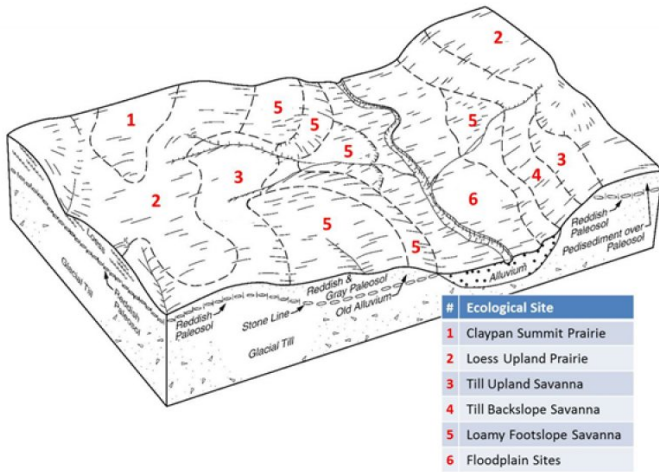 2
1
5
5
5
5
3
3
4
2
6
5
5
Loess
Glacial Till
Reddish
Paleosol
Reddish
Paleosol
Stone Line
Glacial Till
Reddish &
Gray Paleosol
Old Alluvium
Alluvium
Reddish
Paleosol
Pedisediment over
Paleosol
# Ecological Site
1 Claypan Summit Prairie
2 Loess Upland Prairie
3 Till Upland Savanna
4 Till Backslope Savanna
5 Loamy Footslope Savanna
6 Floodplain Sites